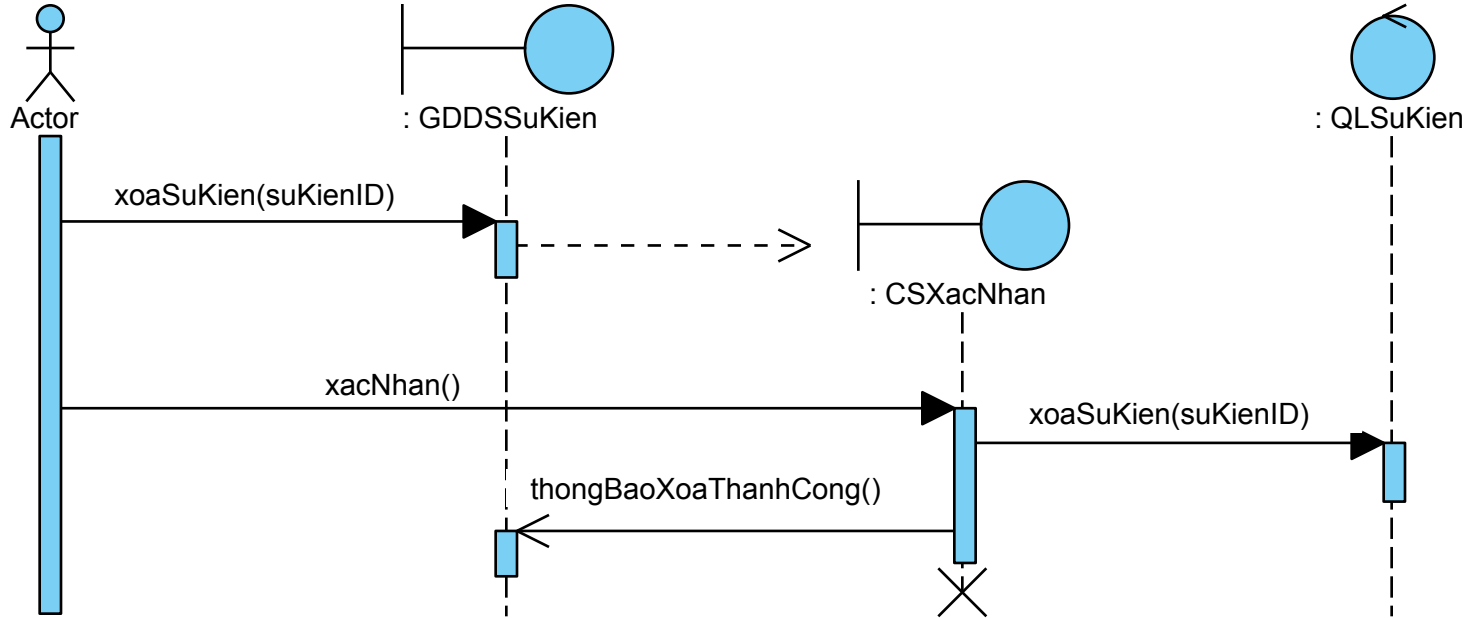 Actor
: GDDSSuKien
: QLSuKien
xoaSuKien(suKienID)
: CSXacNhan
xacNhan()
xoaSuKien(suKienID)
thongBaoXoaThanhCong()